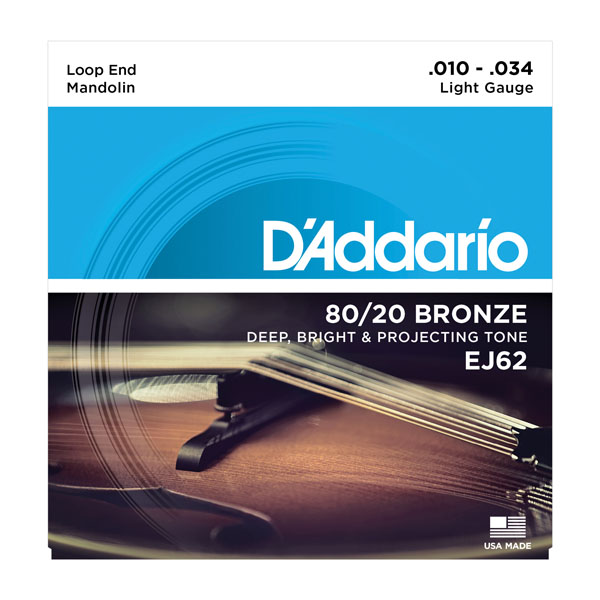 Loop End
Mandolin
.010 - .034
Light Gauge
D'Addario
80/20 BRONZE
DEEP, BRIGHT & PROJECTING TONE
EJ62
USA MADE